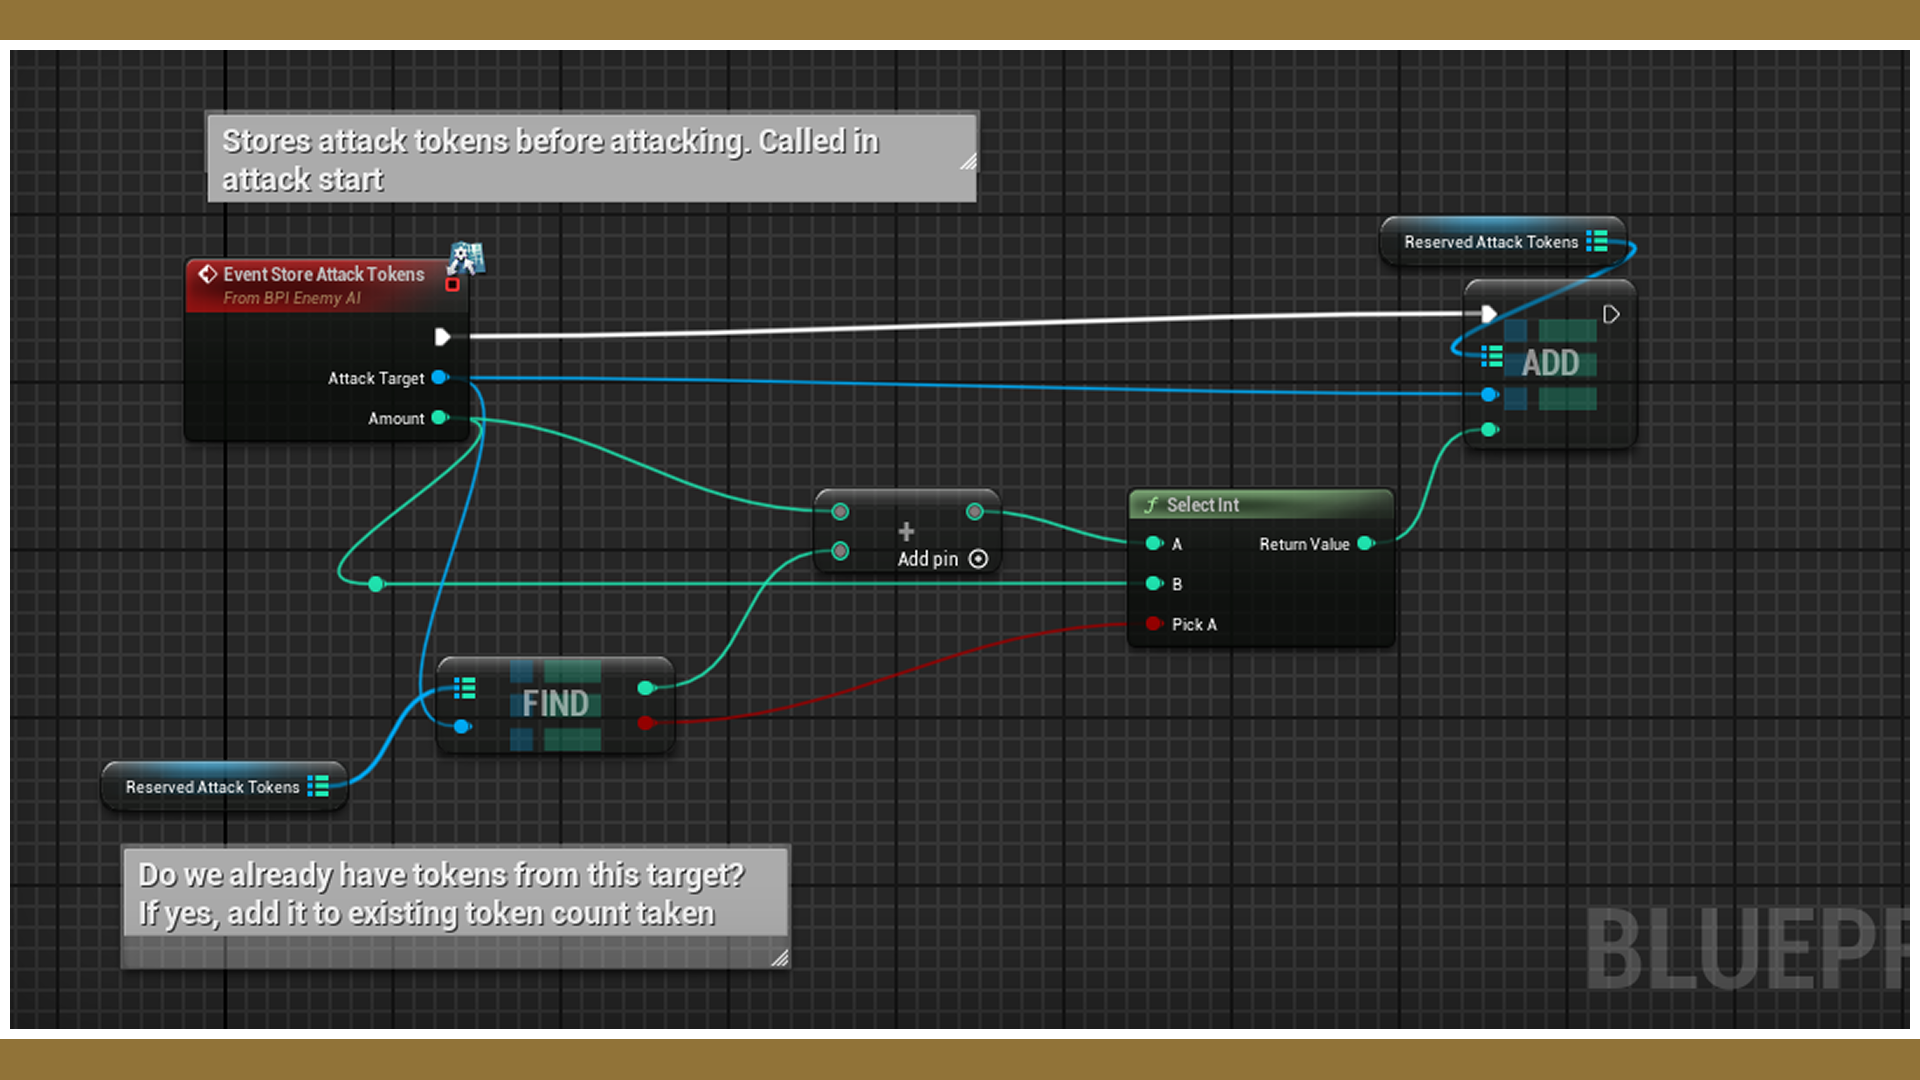 Stores attack tokens before attacking. Called in
attack start
Reserved Attack Tokens
Event Store Attack Tokens
From BPI Enemy AI
ADD
Attack Target
Amount
+
Add pin
f Select Int
A
Return Value
B
Pick A
FIND
Reserved Attack Tokens
Do we already have tokens from this target?
If yes, add it to existing token count taken
BLUEPR